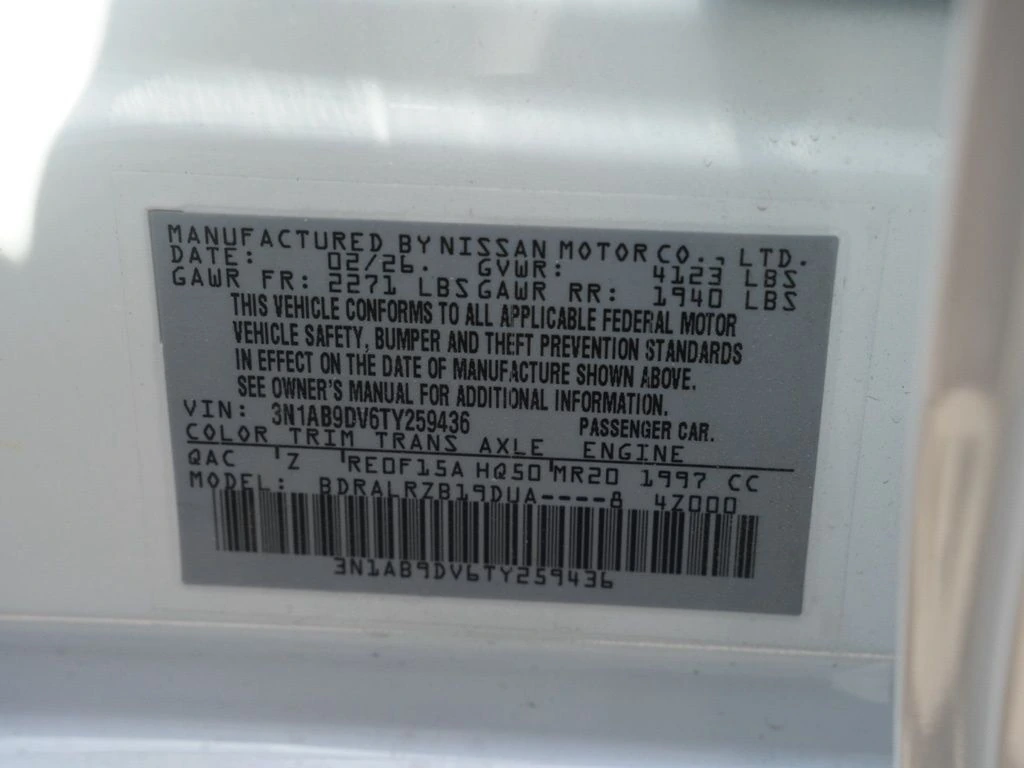 MANUFACTURED BY NISSAN MOTOR CO., LTD.
DATE: 02/26. GVWR: 4123 LBS
GAWR FR: 2271 LBS GAWR RR: 1940 LBS
THIS VEHICLE CONFORMS TO ALL APPLICABLE FEDERAL MOTOR
VEHICLE SAFETY, BUMPER AND THEFT PREVENTION STANDARDS
IN EFFECT ON THE DATE OF MANUFACTURE SHOWN ABOVE.
SEE OWNER'S MANUAL FOR ADDITIONAL INFORMATION.
VIN: 3N1AB9DV6TY259436 PASSENGER CAR.
COLOR TRIM TRANS AXLE ENGINE
QAC Z RE0F15A HQ50 MR20 1997 CC
MODEL: BDRALRZB19DUA----8 4Z000
3N1AB9DV6TY259436